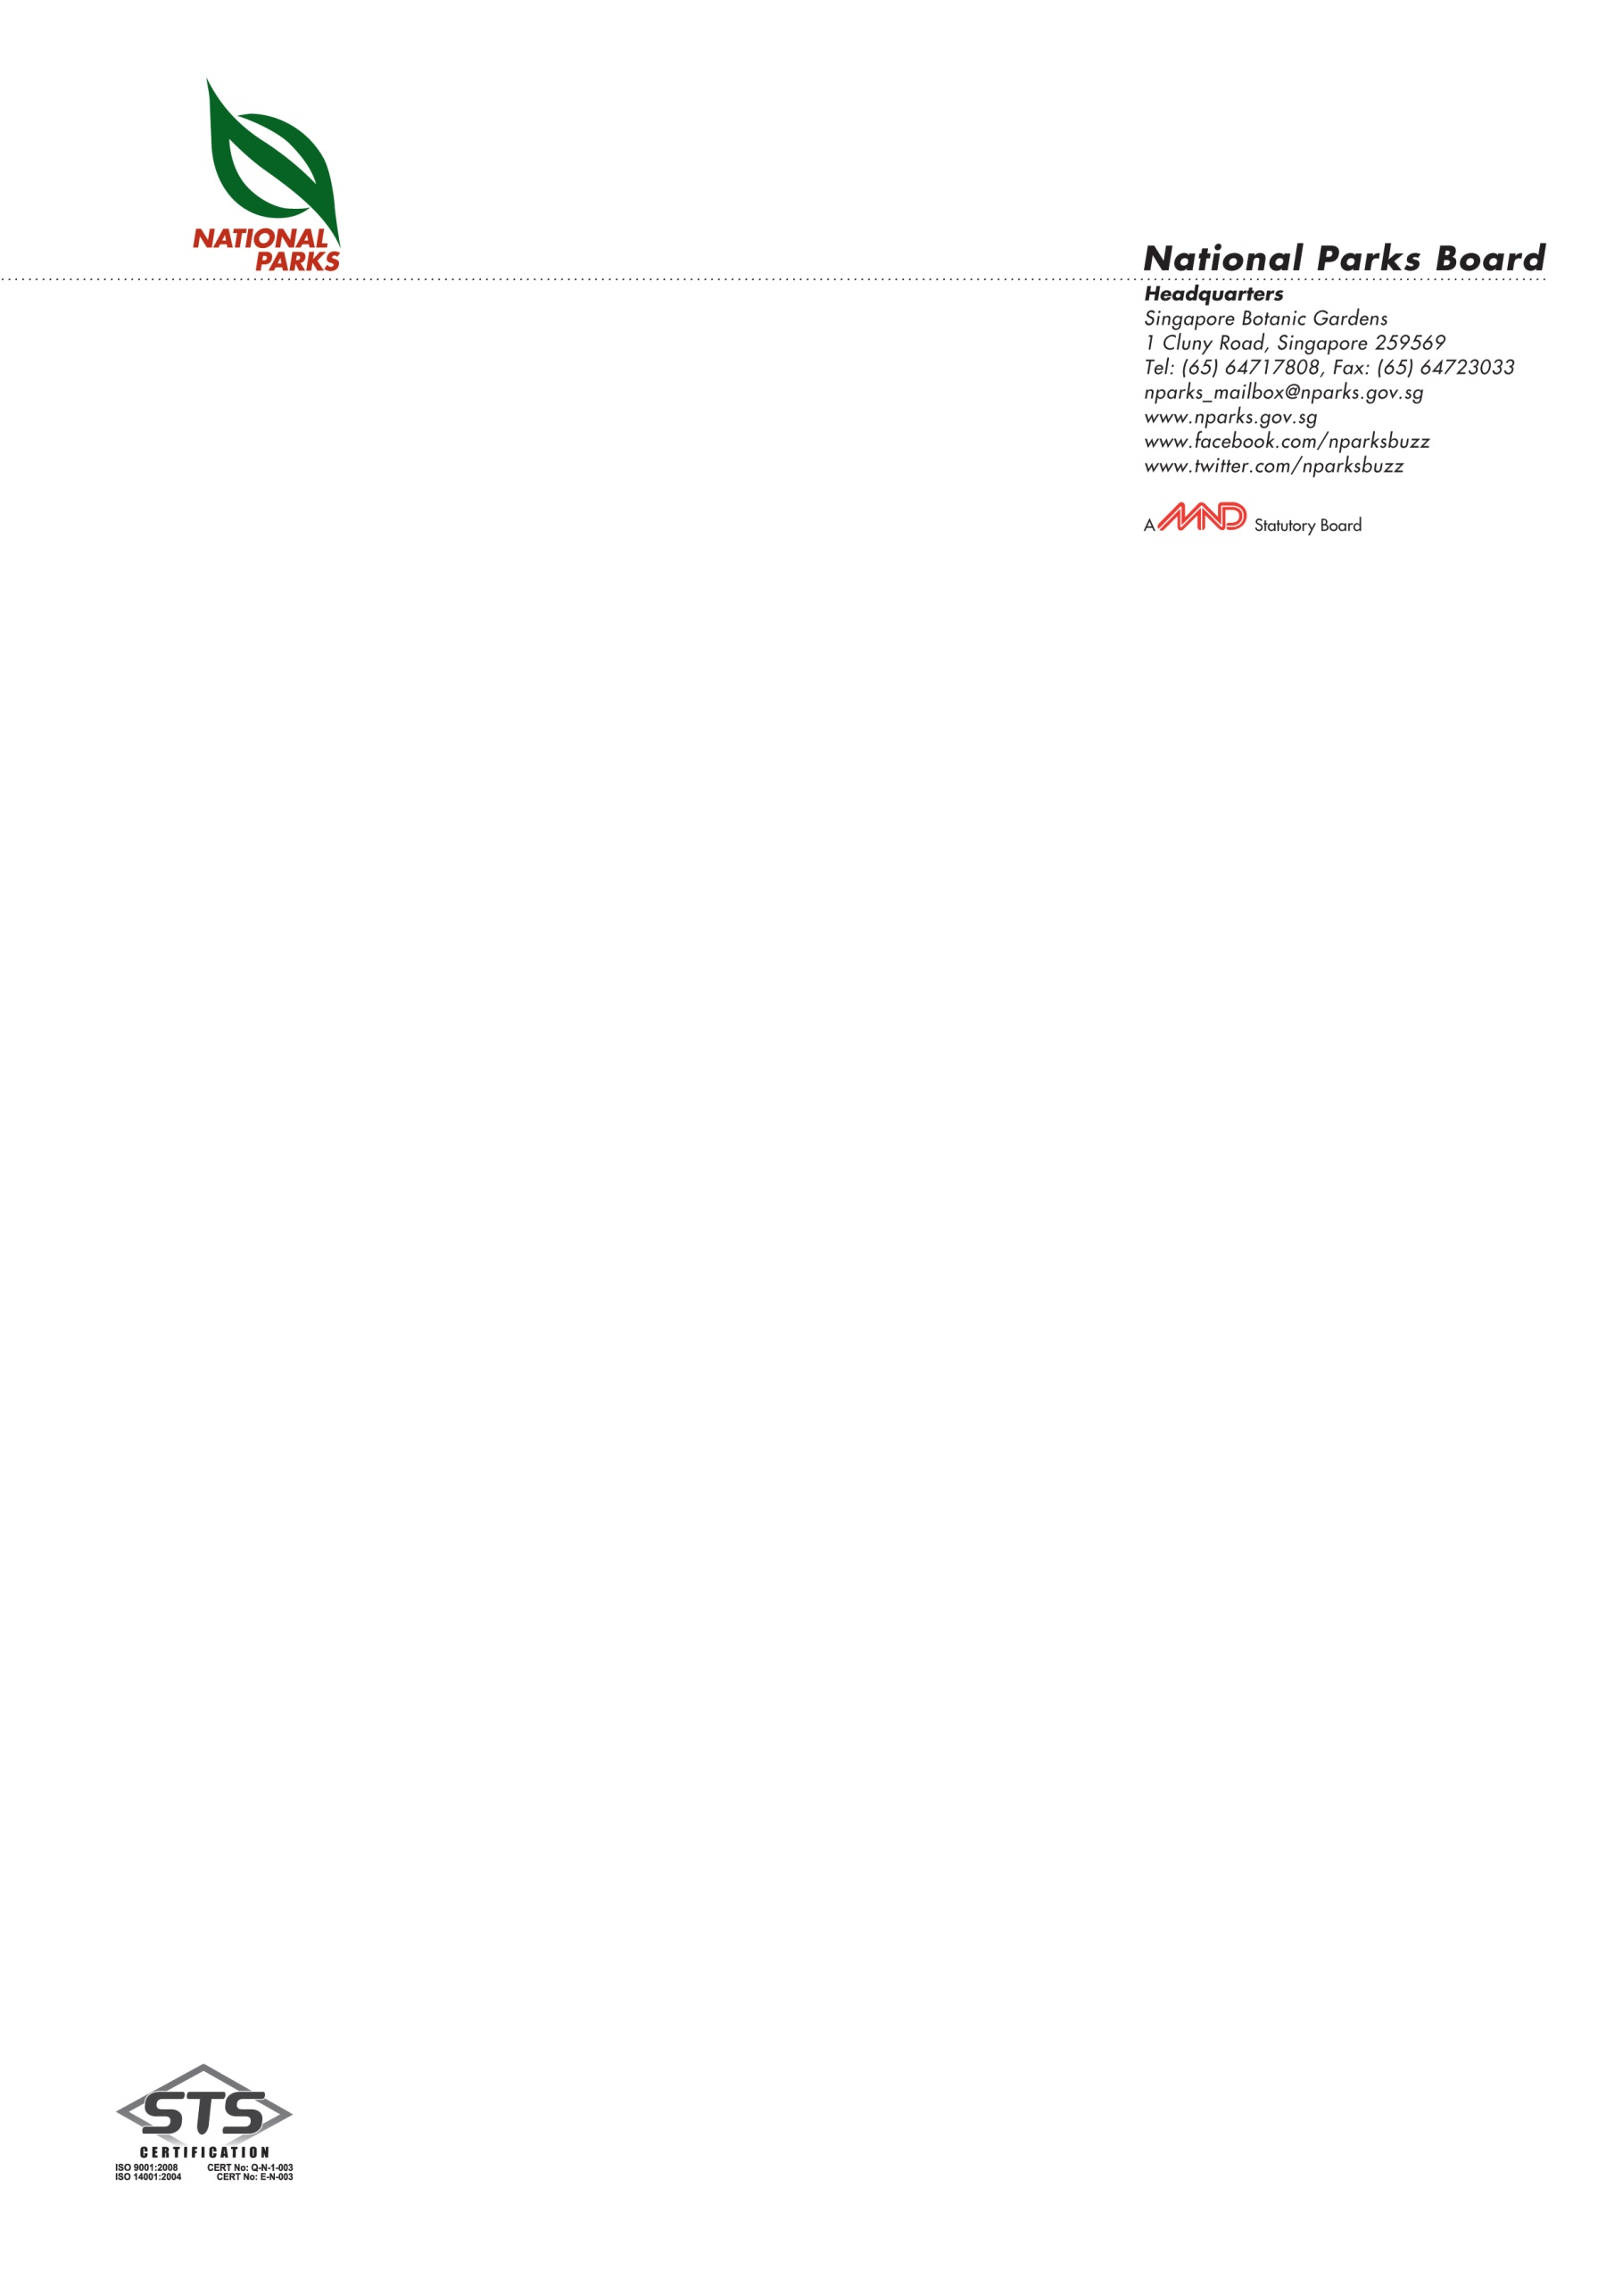 NATIONAL
PARKS
National Parks Board
Headquarters
Singapore Botanic Gardens
1 Cluny Road, Singapore 259569
Tel: (65) 64717808, Fax: (65) 64723033
nparks_mailbox@nparks.gov.sg
www.nparks.gov.sg
www.facebook.com/nparksbuzz
www.twitter.com/nparksbuzz
A MND Statutory Board
STS
CERTIFICATION
ISO 9001:2008 CERT No: Q-N-1-003
ISO 14001:2004 CERT No: E-N-003